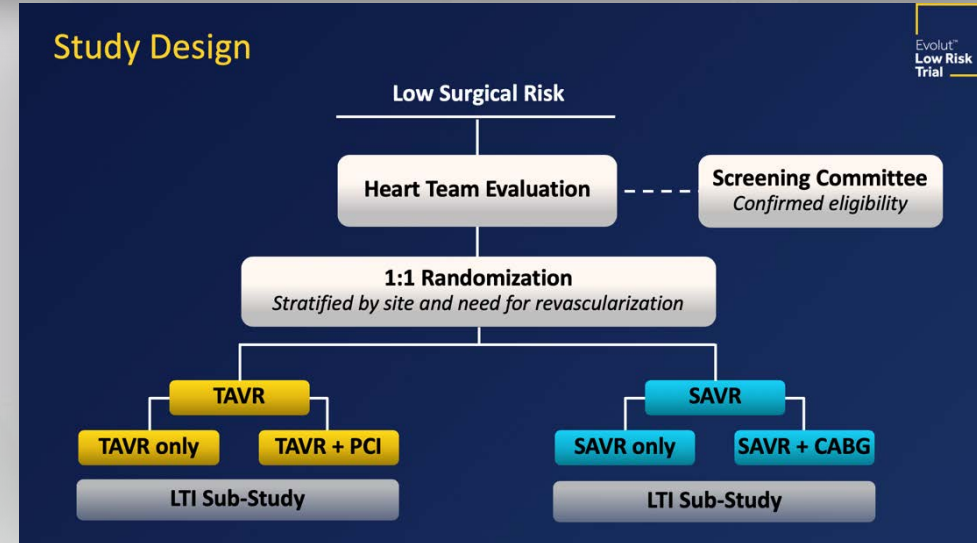 Study Design
Evolut™
Low Risk
Trial
Low Surgical Risk
Heart Team Evaluation
Screening Committee
Confirmed eligibility
1:1 Randomization
Stratified by site and need for revascularization
TAVR
SAVR
TAVR only
TAVR + PCI
SAVR only
SAVR + CABG
LTI Sub-Study
LTI Sub-Study